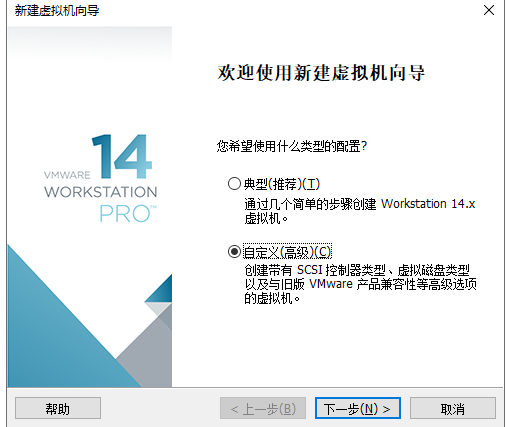 新建虚拟机向导
VMWARE 14
WORKSTATION
PRO™
欢迎使用新建虚拟机向导
您希望使用什么类型的配置?
典型(推荐)(T)
通过几个简单的步骤创建 Workstation 14.x
虚拟机。
自定义(高级)(C)
创建带有 SCSI 控制器类型、虚拟磁盘类型
以及与旧版 VMware 产品兼容性等高级选项
的虚拟机。
帮助
< 上一步(B)
下一步(N) >
取消